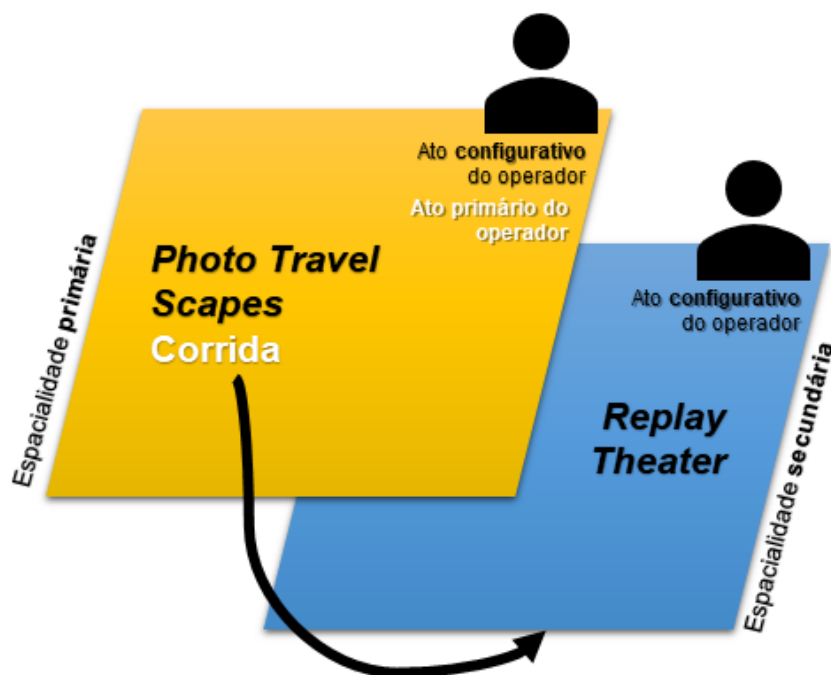 Ato configurativo
do operador
Ato primário do
operador
Espacialidade primária
Photo Travel
Scapes
Corrida
Ato configurativo
do operador
Replay
Theater
Espacialidade secundária